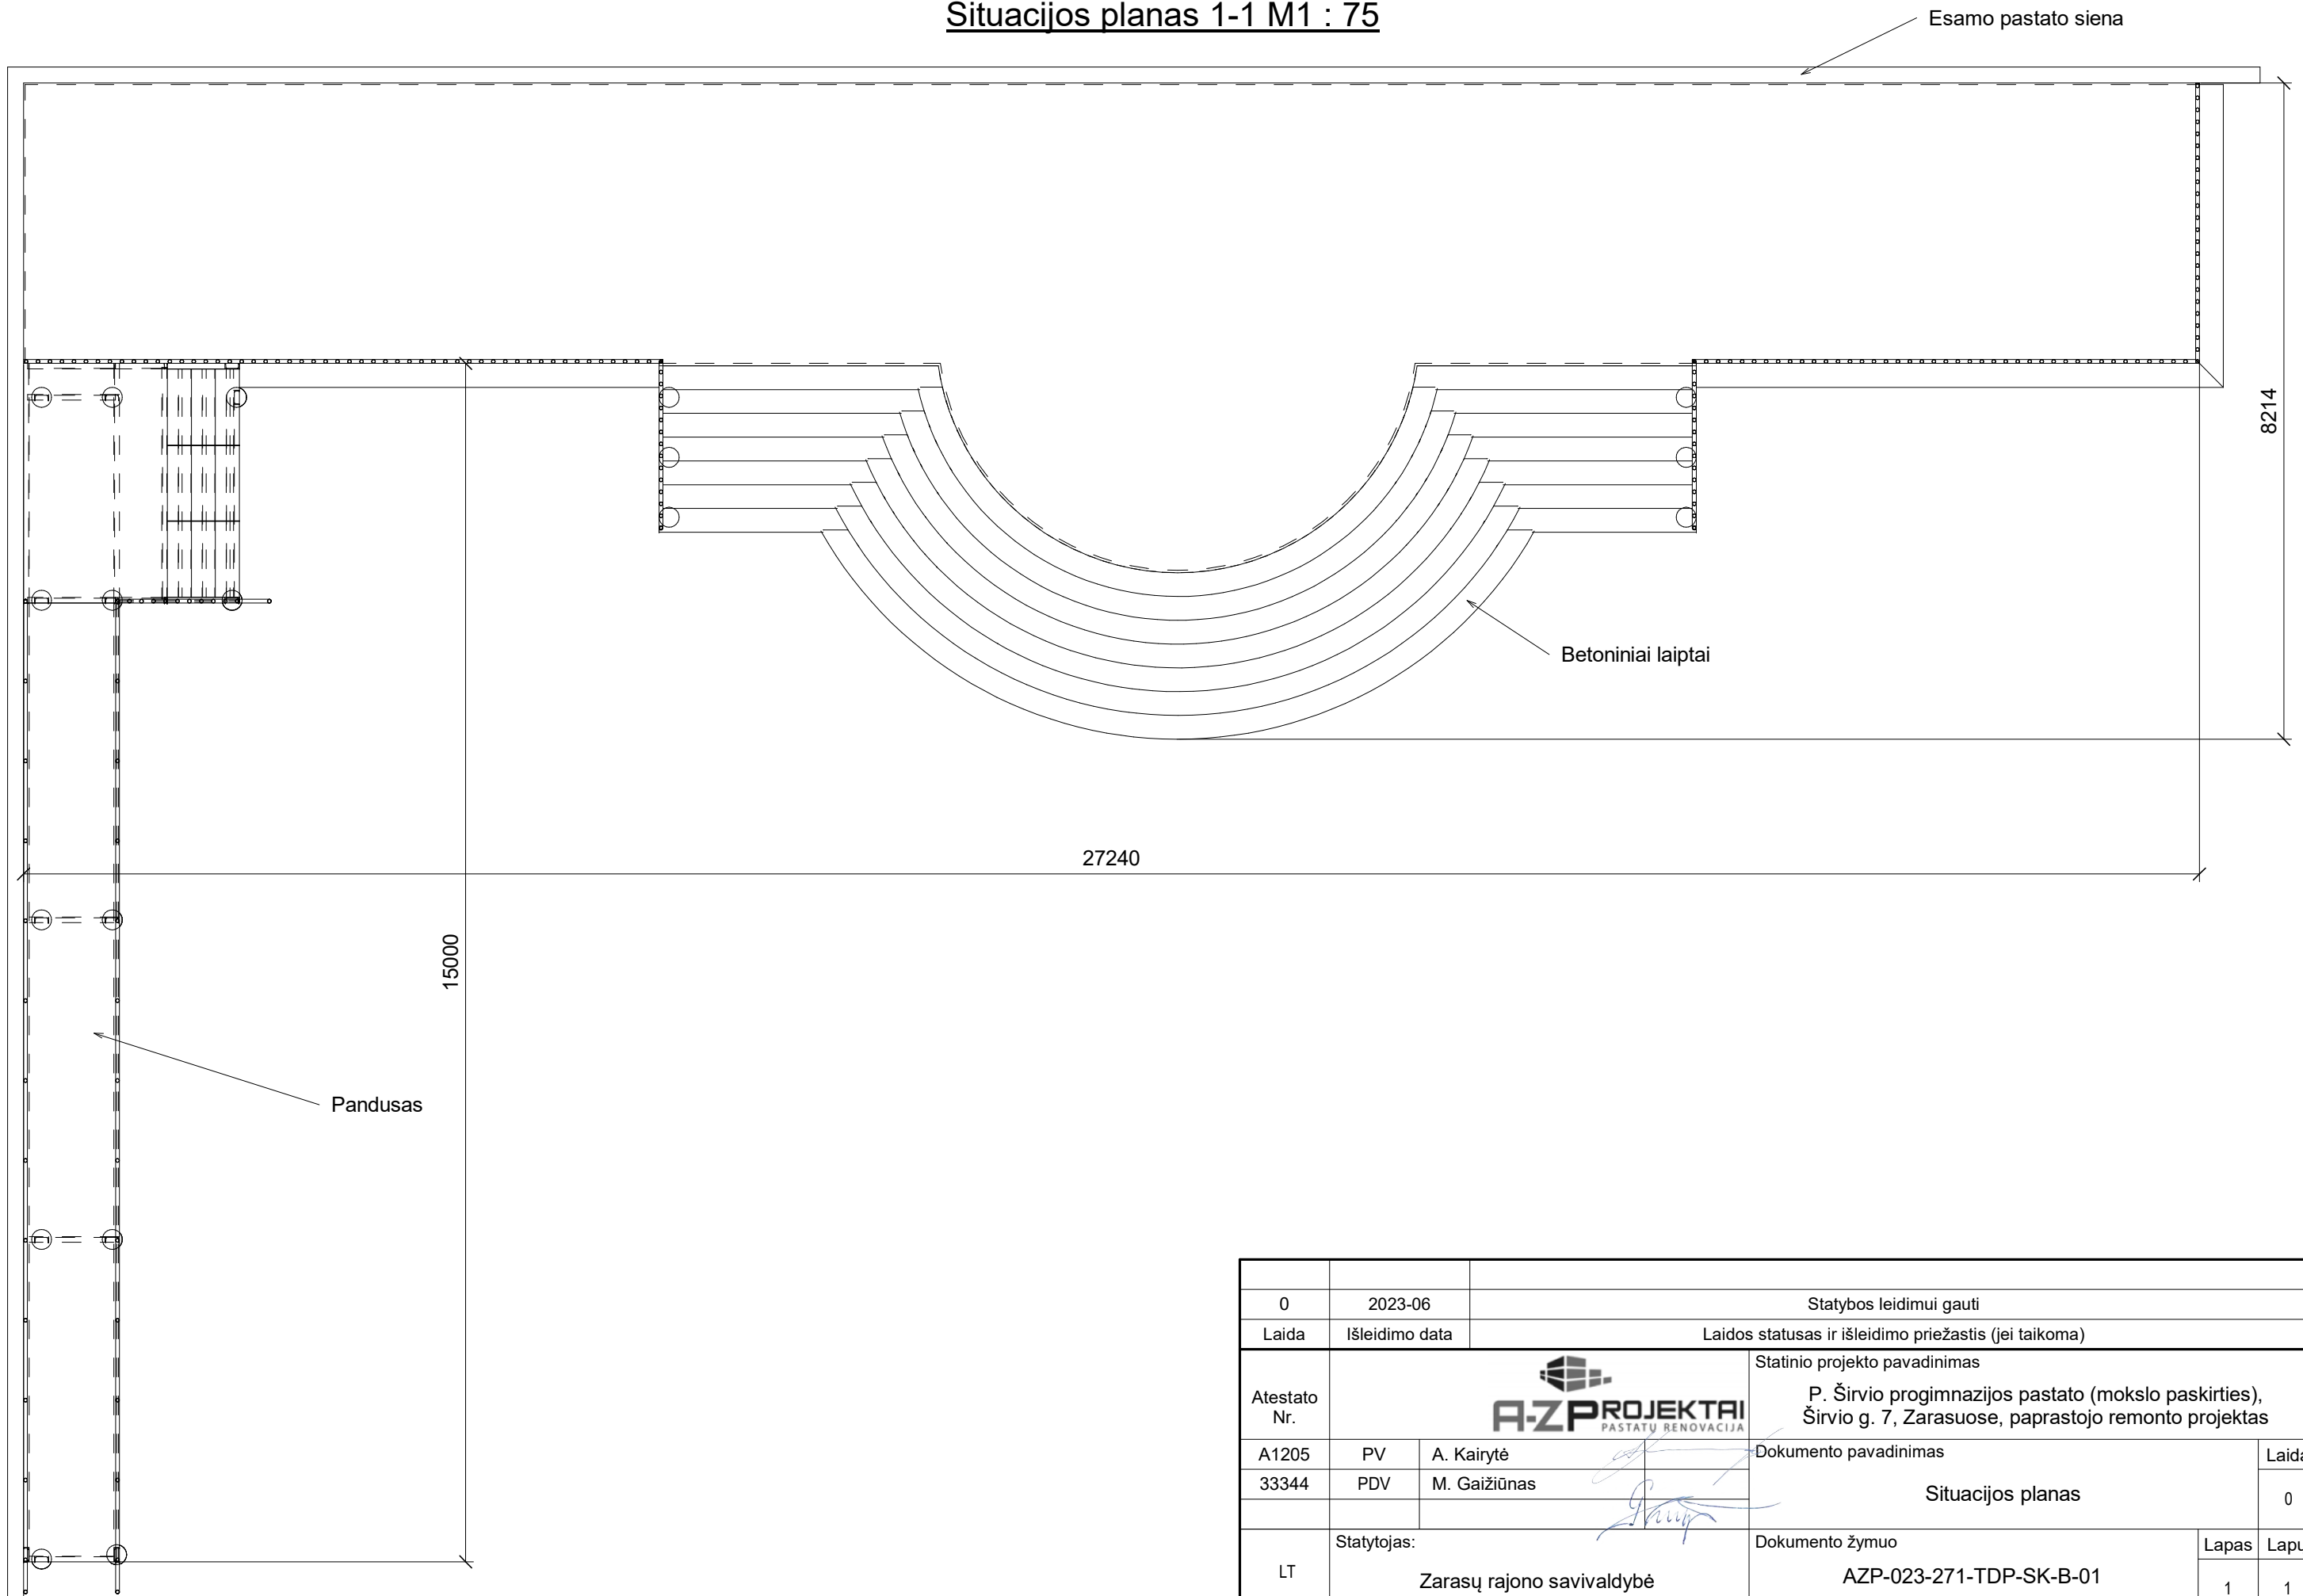 Situacijos planas 1-1 M1 : 75
Esamo pastato siena
8214
Betoniniai laiptai
27240
15000
Pandusas
0 2023-06 Statybos leidimui gauti
Laida Išleidimo data Laidos statusas ir išleidimo priežastis (jei taikoma)
Atestato
Nr.
A-Z PROJEKTAI
PASTATŲ RENOVACIJA
Statinio projekto pavadinimas
P. Širvio progimnazijos pastato (mokslo paskirties),
Širvio g. 7, Zarasuose, paprastojo remonto projektas
A1205 PV A. Kairytė
33344 PDV M. Gaižiūnas
Dokumento pavadinimas
Situacijos planas
Laida
0
LT
Statytojas:
Zarasų rajono savivaldybė
Dokumento žymuo
AZP-023-271-TDP-SK-B-01
Lapas Lapų
1 1